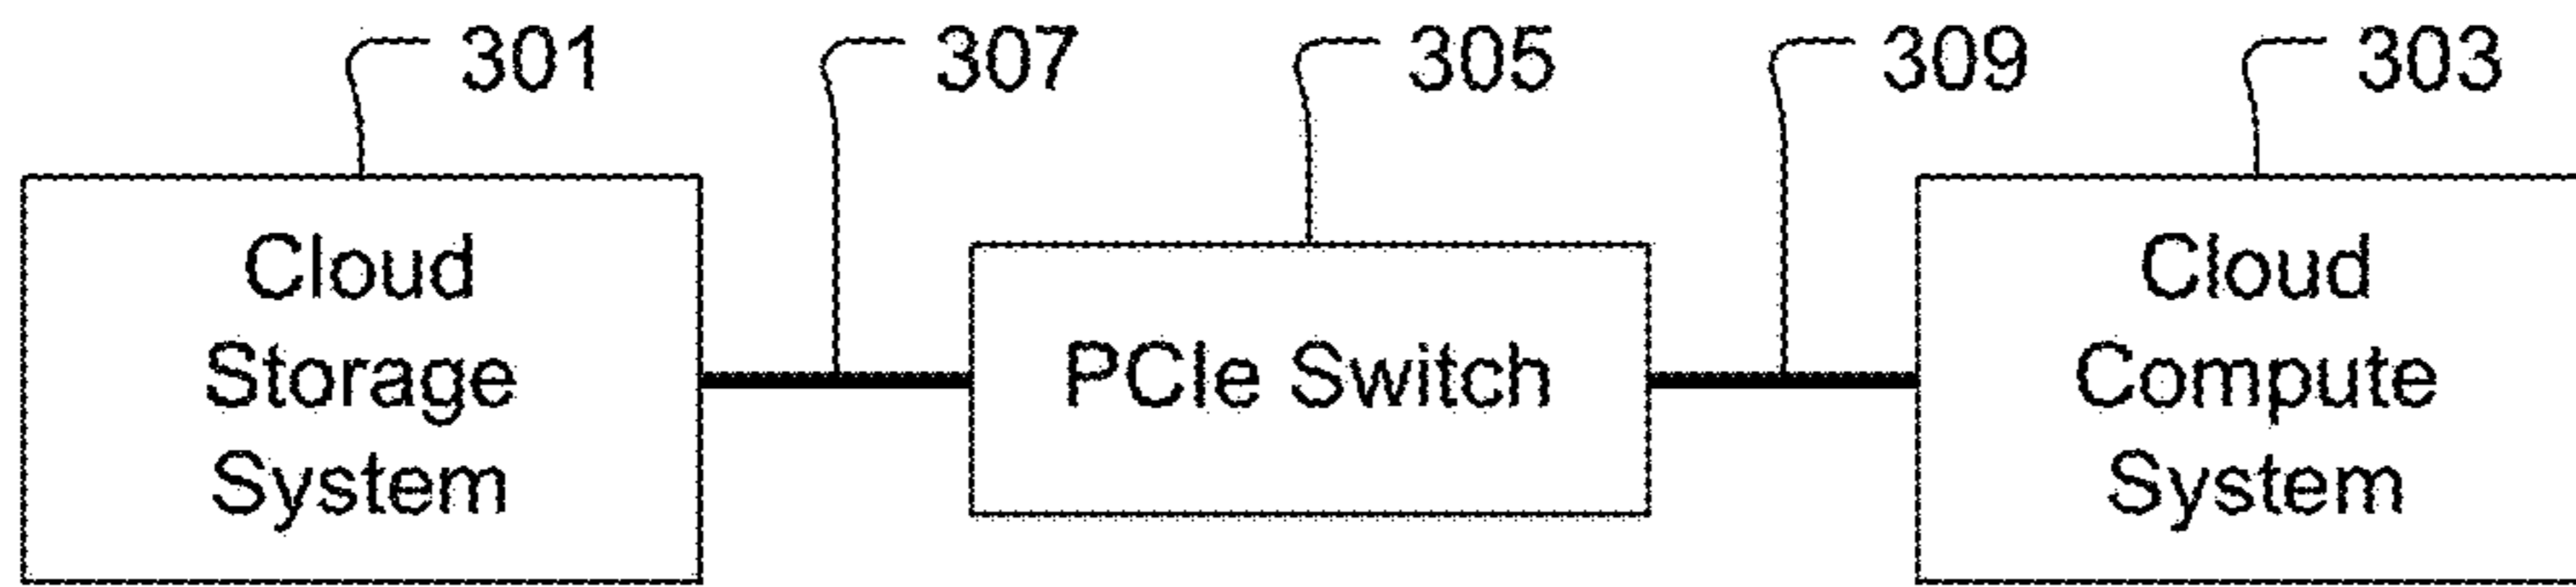 301 307 305 309 303
Cloud
Storage
System
PCIe Switch
Cloud
Compute
System